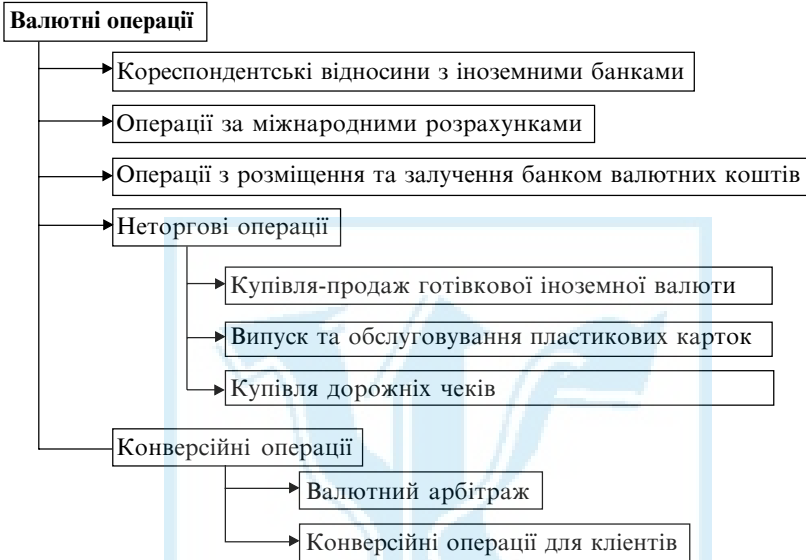 Валютні операції
Кореспондентські відносини з іноземними банками
Операції за міжнародними розрахунками
Операції з розміщення та залучення банком валютних коштів
Неторгові операції
Купівля-продаж готівкової іноземної валюти
Випуск та обслуговування пластикових карток
Купівля дорожніх чеків
Конверсійні операції
Валютний арбітраж
Конверсійні операції для клієнтів